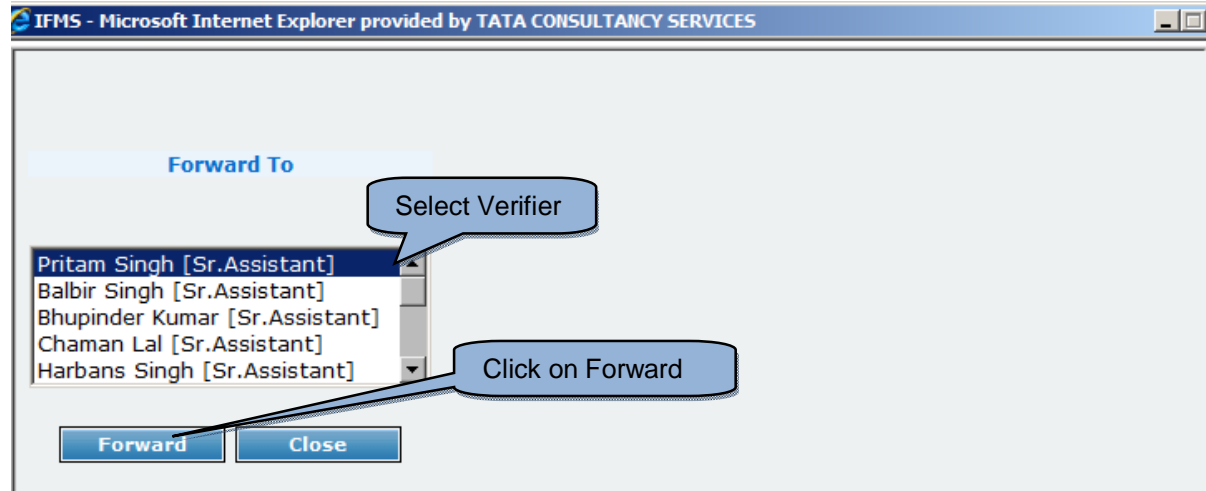 IFMS - Microsoft Internet Explorer provided by TATA CONSULTANCY SERVICES
Forward To
Select Verifier
Pritam Singh [Sr.Assistant]
Balbir Singh [Sr.Assistant]
Bhupinder Kumar [Sr.Assistant]
Chaman Lal [Sr.Assistant]
Harbans Singh [Sr.Assistant]
Click on Forward
Forward Close